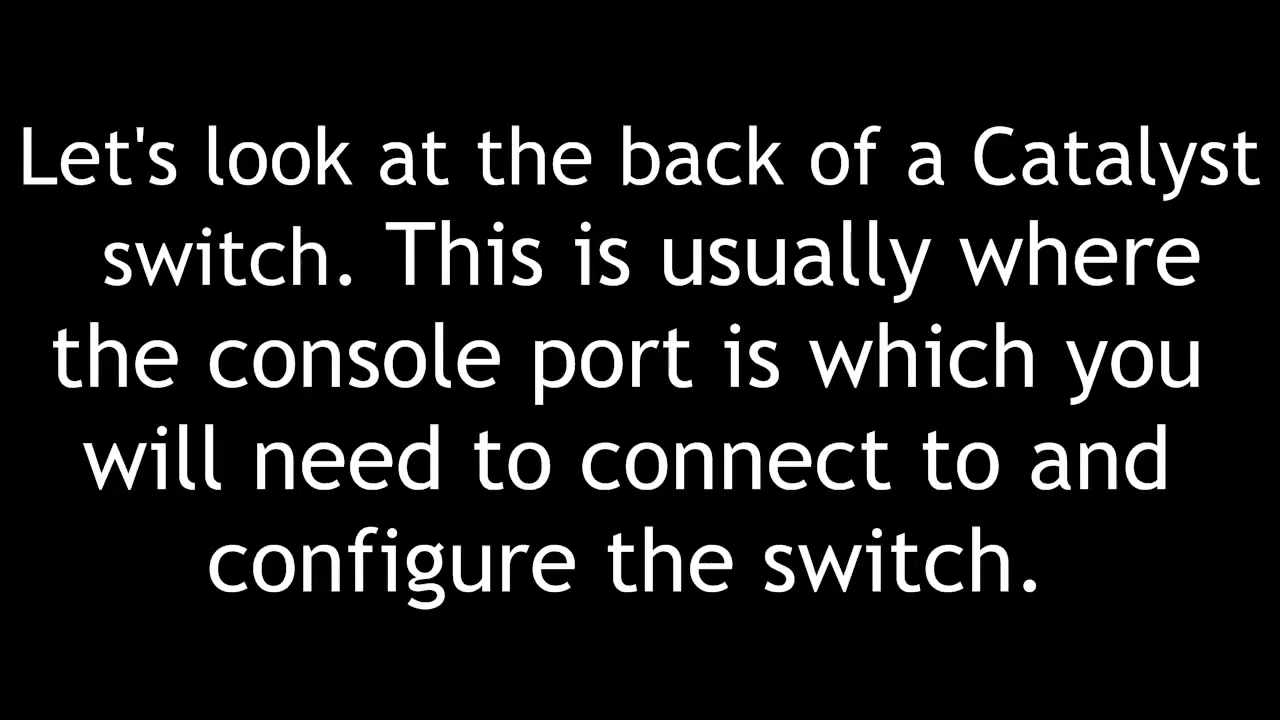 Let's look at the back of a Catalyst
switch. This is usually where
the console port is which you
will need to connect to and
configure the switch.